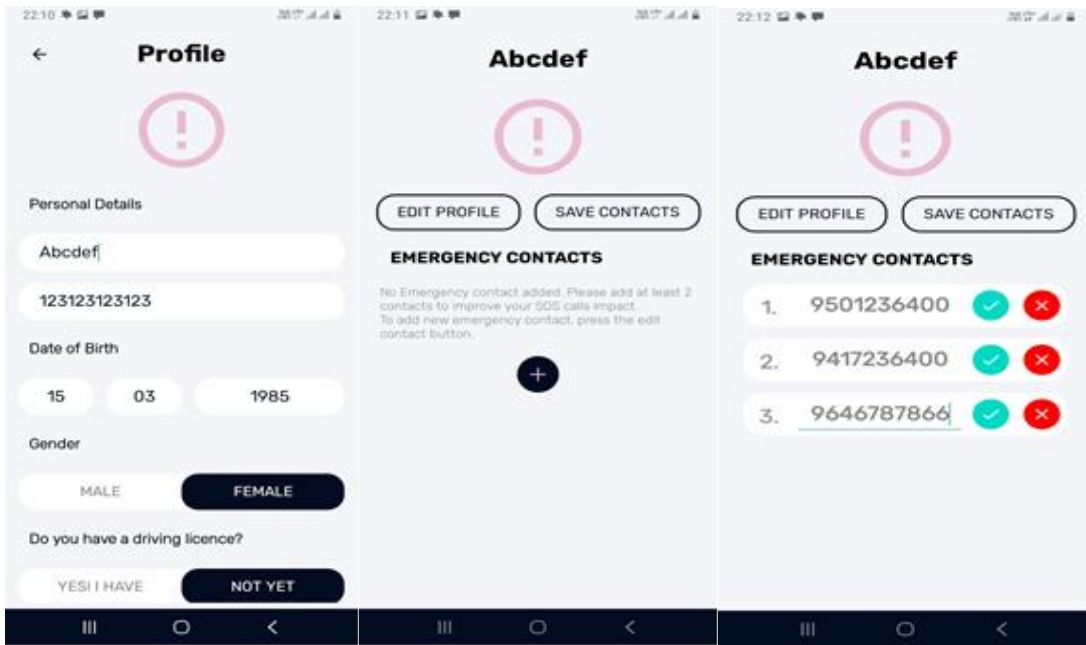 22:10
Profile
Personal Details
Abcdef
123123123123
Date of Birth
15 03 1985
Gender
MALE FEMALE
Do you have a driving licence?
YES! I HAVE NOT YET
22:11
Abcdef
EDIT PROFILE SAVE CONTACTS
EMERGENCY CONTACTS
No Emergency contact added. Please add at least 2
contacts to improve your SOS calls impact.
To add new emergency contact, press the edit
contact button.
22:12
Abcdef
EDIT PROFILE SAVE CONTACTS
EMERGENCY CONTACTS
1. 9501236400
2. 9417236400
3. 9646787866